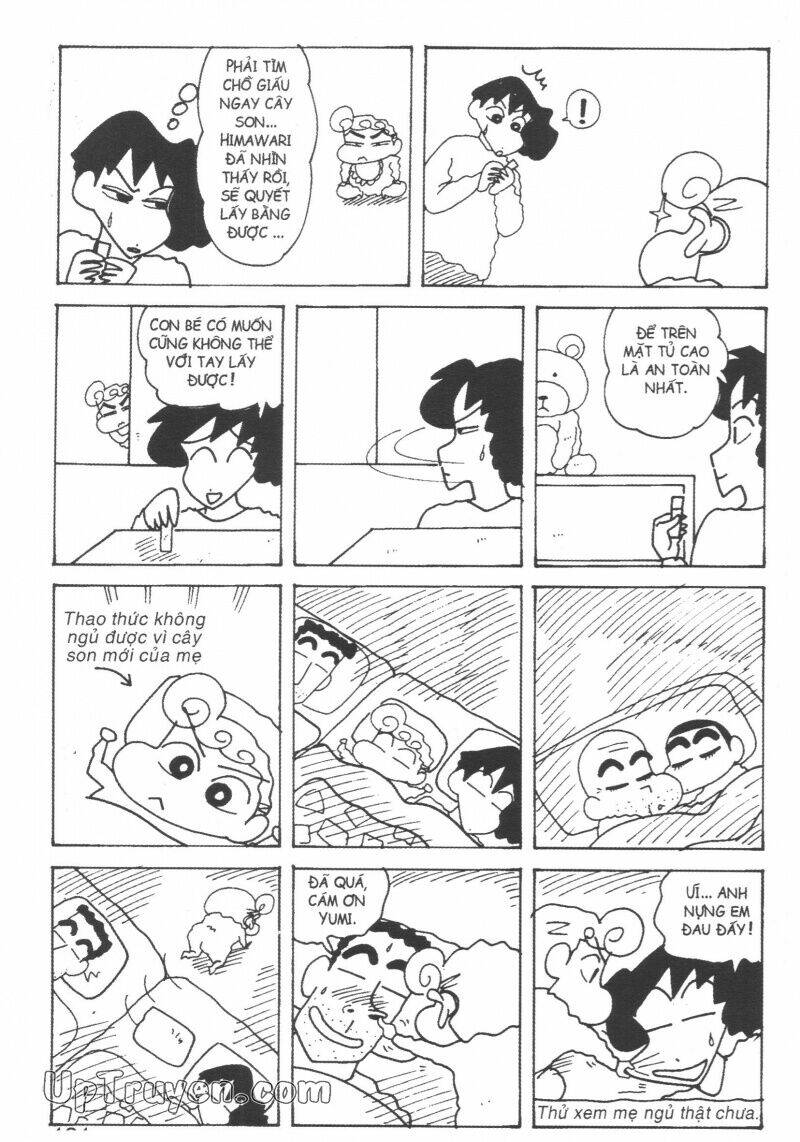 PHẢI TÌM
CHỖ GIẤU
NGAY CÂY
SON...
HIMAWARI
ĐÃ NHÌN
THẤY RỒI,
SẼ QUYẾT
LẤY BẰNG
ĐƯỢC ...
!
CON BÉ CÓ MUỐN
CŨNG KHÔNG THỂ
VỚI TAY LẤY
ĐƯỢC!
ĐỂ TRÊN
MẶT TỦ CAO
LÀ AN TOÀN
NHẤT.
Thao thức không
ngủ được vì cây
son mới của mẹ
ĐÃ QUÁ,
CÁM ƠN
YUMI.
UĨ... ANH
NỰNG EM
ĐAU ĐẤY!
Thử xem mẹ ngủ thật chưa.
UpTruyen.com